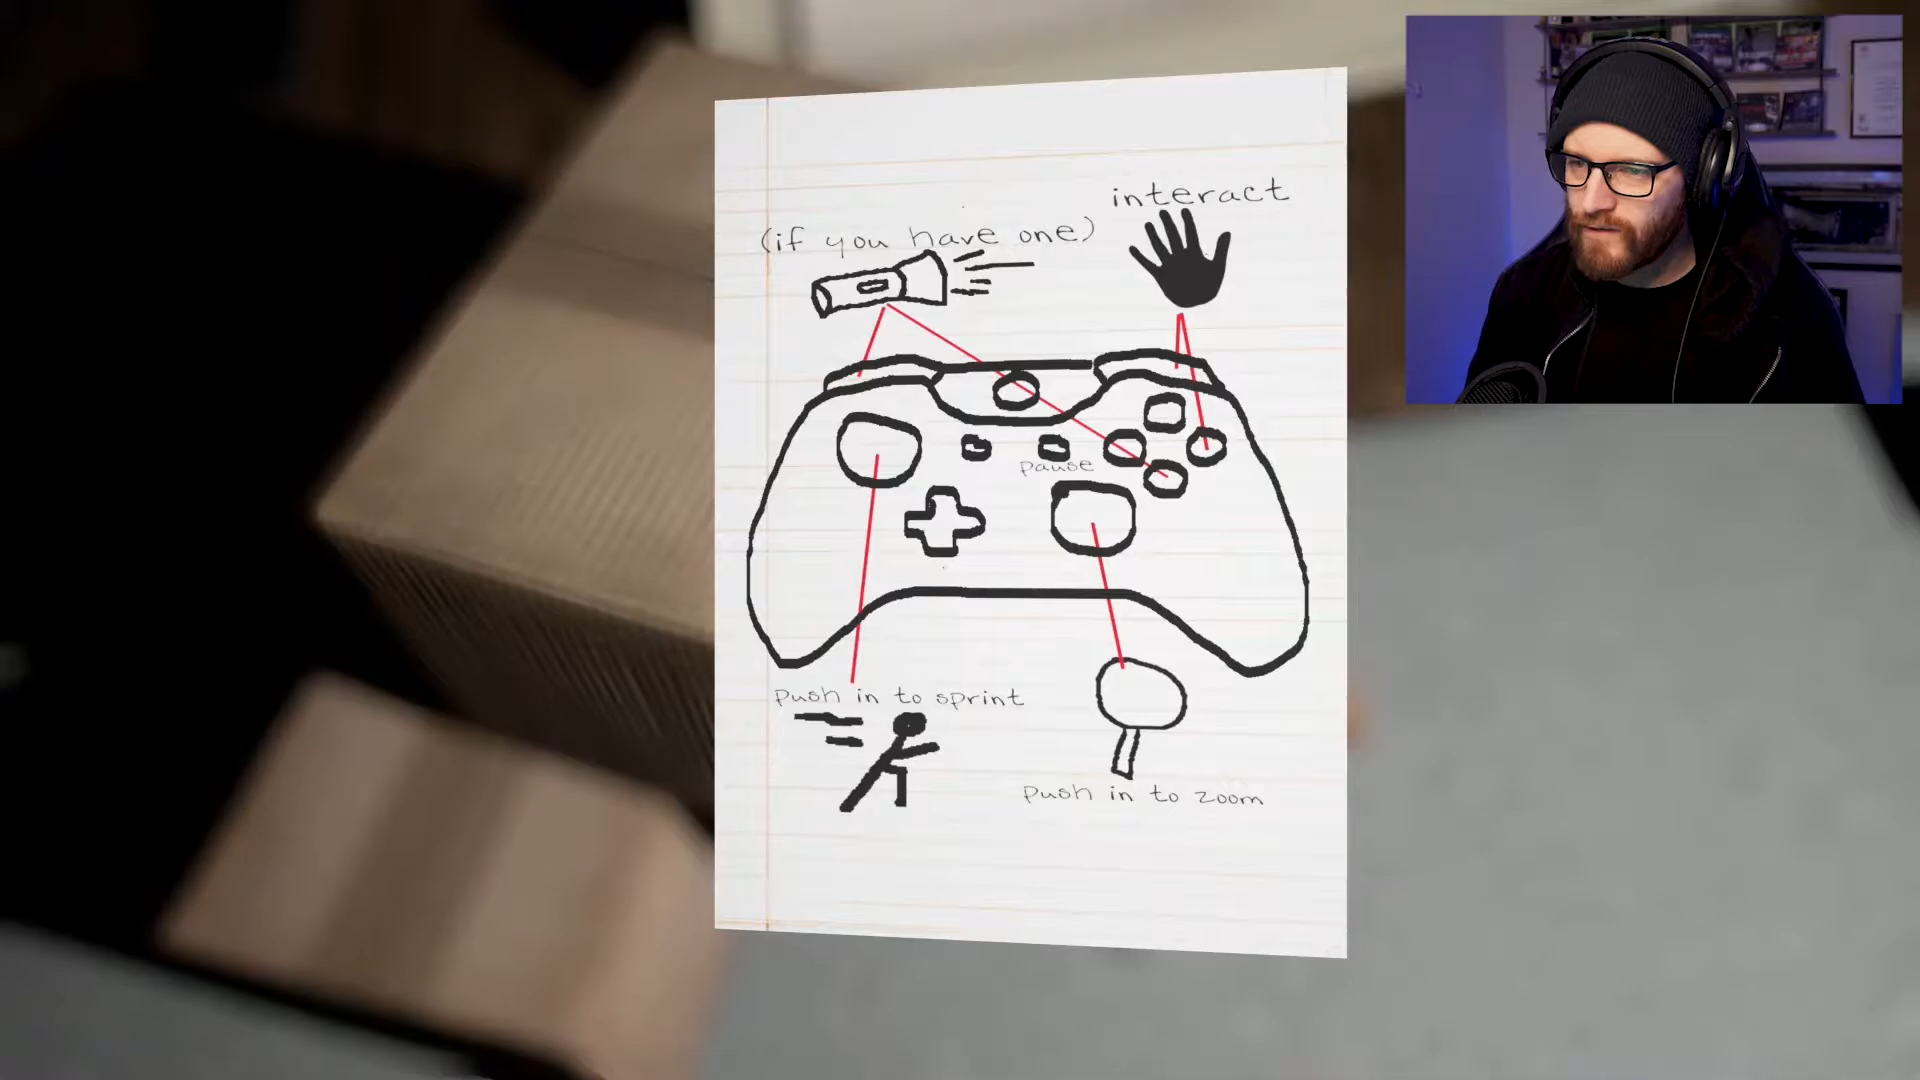 interact
(if you have one)
pause
push in to sprint
push in to zoom